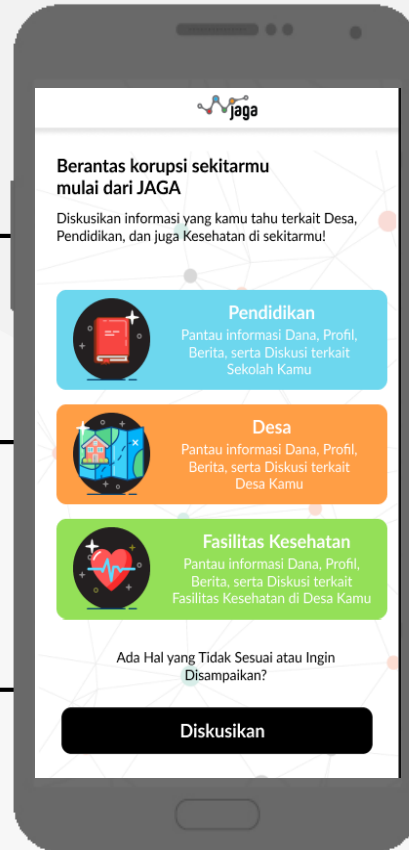 jaga
Berantas korupsi sekitarmu
mulai dari JAGA
Diskusikan informasi yang kamu tahu terkait Desa,
Pendidikan, dan juga Kesehatan di sekitarmu!
Pendidikan
Pantau informasi Dana, Profil,
Berita, serta Diskusi terkait
Sekolah Kamu
Desa
Pantau informasi Dana, Profil,
Berita, serta Diskusi terkait
Desa Kamu
Fasilitas Kesehatan
Pantau informasi Dana, Profil,
Berita, serta Diskusi terkait
Fasilitas Kesehatan di Desa Kamu
Ada Hal yang Tidak Sesuai atau Ingin
Disampaikan?
Diskusikan